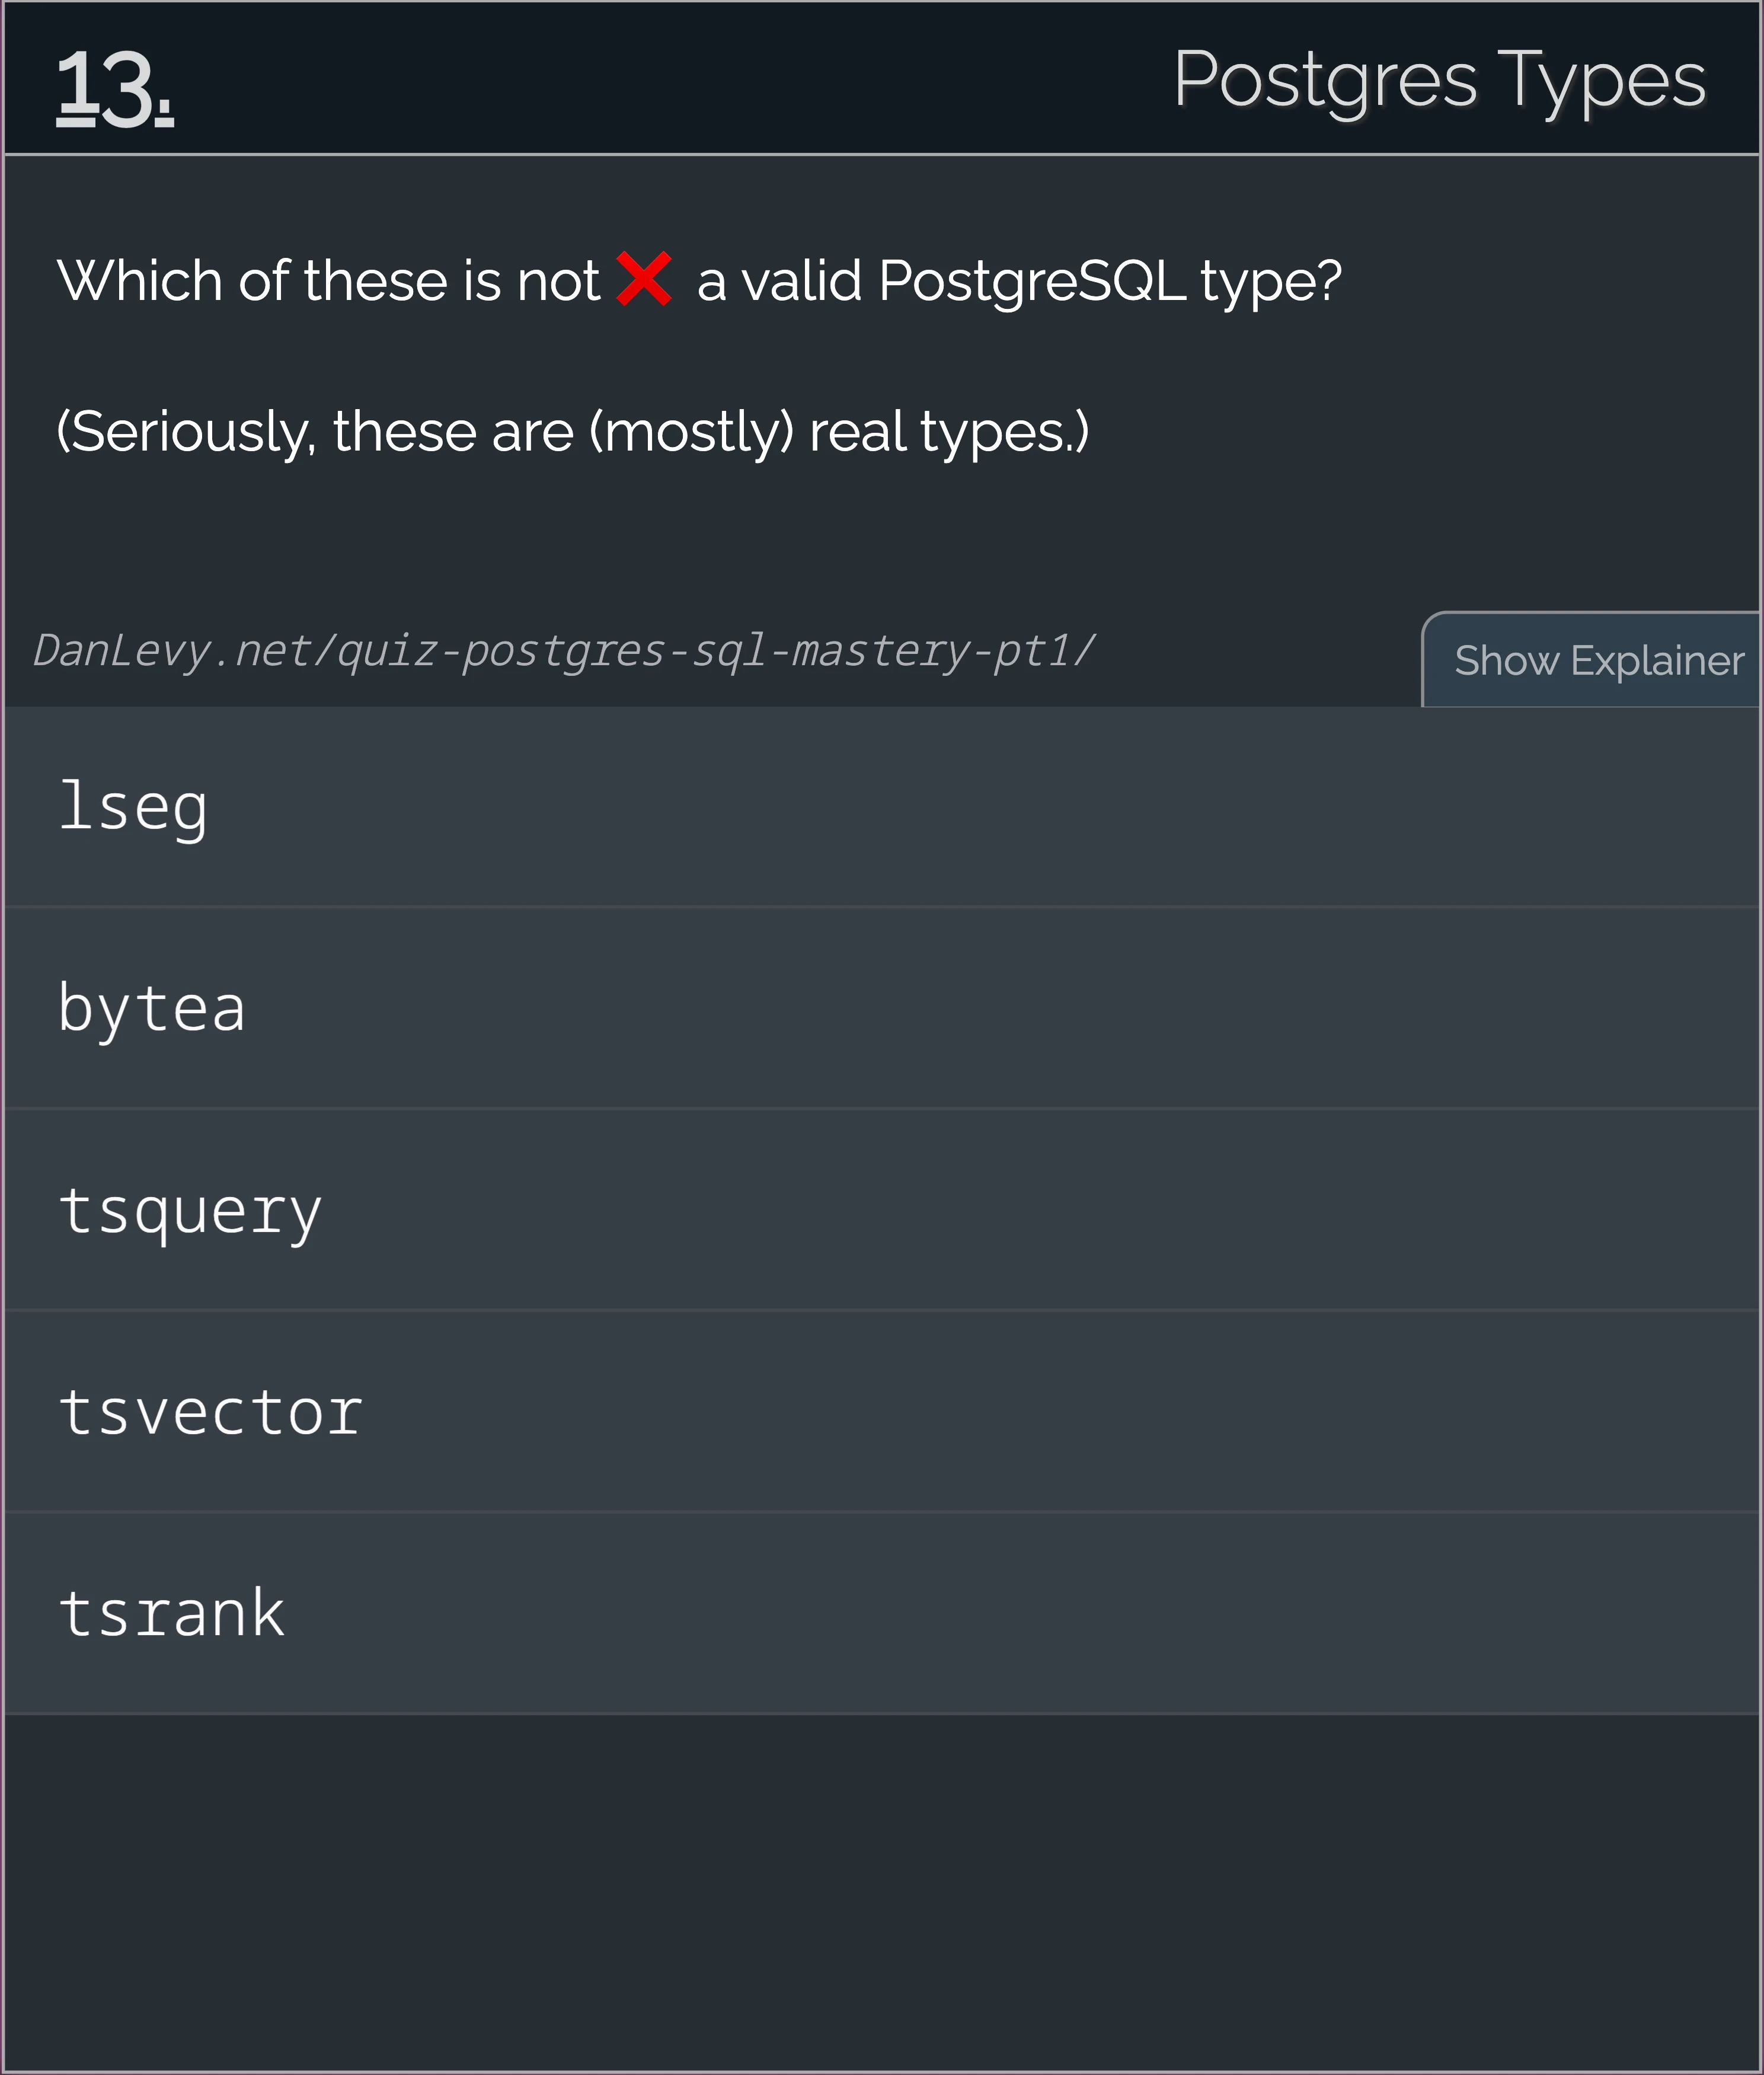 13.
Postgres Types
Which of these is not ❌ a valid PostgreSQL type?
(Seriously, these are (mostly) real types.)
DanLevy.net/quiz-postgres-sql-mastery-pt1/
Show Explainer
lseg
bytea
tsquery
tsvector
tsrank